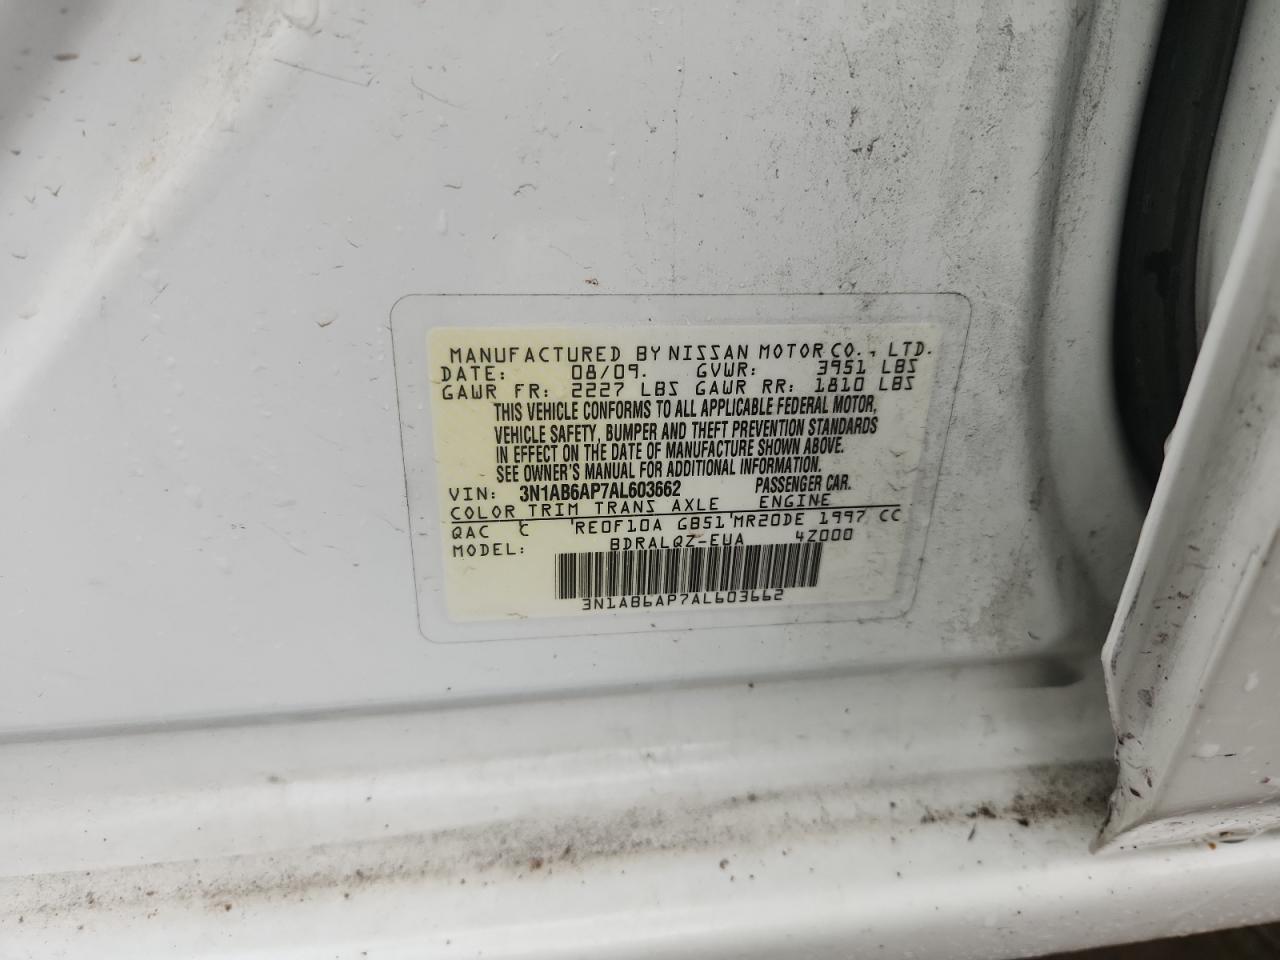 MANUFACTURED BY NISSAN MOTOR CO., LTD.
DATE: 08/09. GVWR: 3951 LBS
GAWR FR: 2227 LBS GAWR RR: 1810 LBS
THIS VEHICLE CONFORMS TO ALL APPLICABLE FEDERAL MOTOR,
VEHICLE SAFETY, BUMPER AND THEFT PREVENTION STANDARDS
IN EFFECT ON THE DATE OF MANUFACTURE SHOWN ABOVE.
SEE OWNER'S MANUAL FOR ADDITIONAL INFORMATION.
VIN: 3N1AB6AP7AL603662 PASSENGER CAR.
COLOR TRIM TRANS AXLE ENGINE
QAC C 'RE0F10A GB51'MR20DE 1997 CC
MODEL: BDRALQZ-EUA 4Z000
3N1AB6AP7AL603662